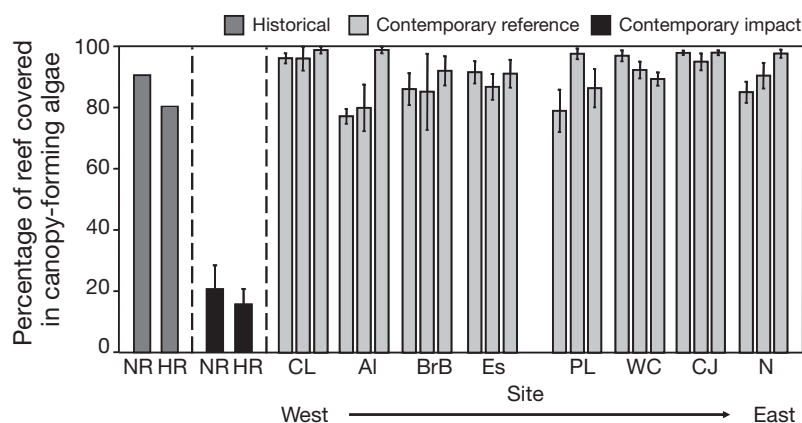 Historical Contemporary reference Contemporary impact
Percentage of reef covered
in canopy-forming algae
100
80
60
40
20
0
NR HR NR HR CL Al BrB Es PL WC CJ N
Site
West East